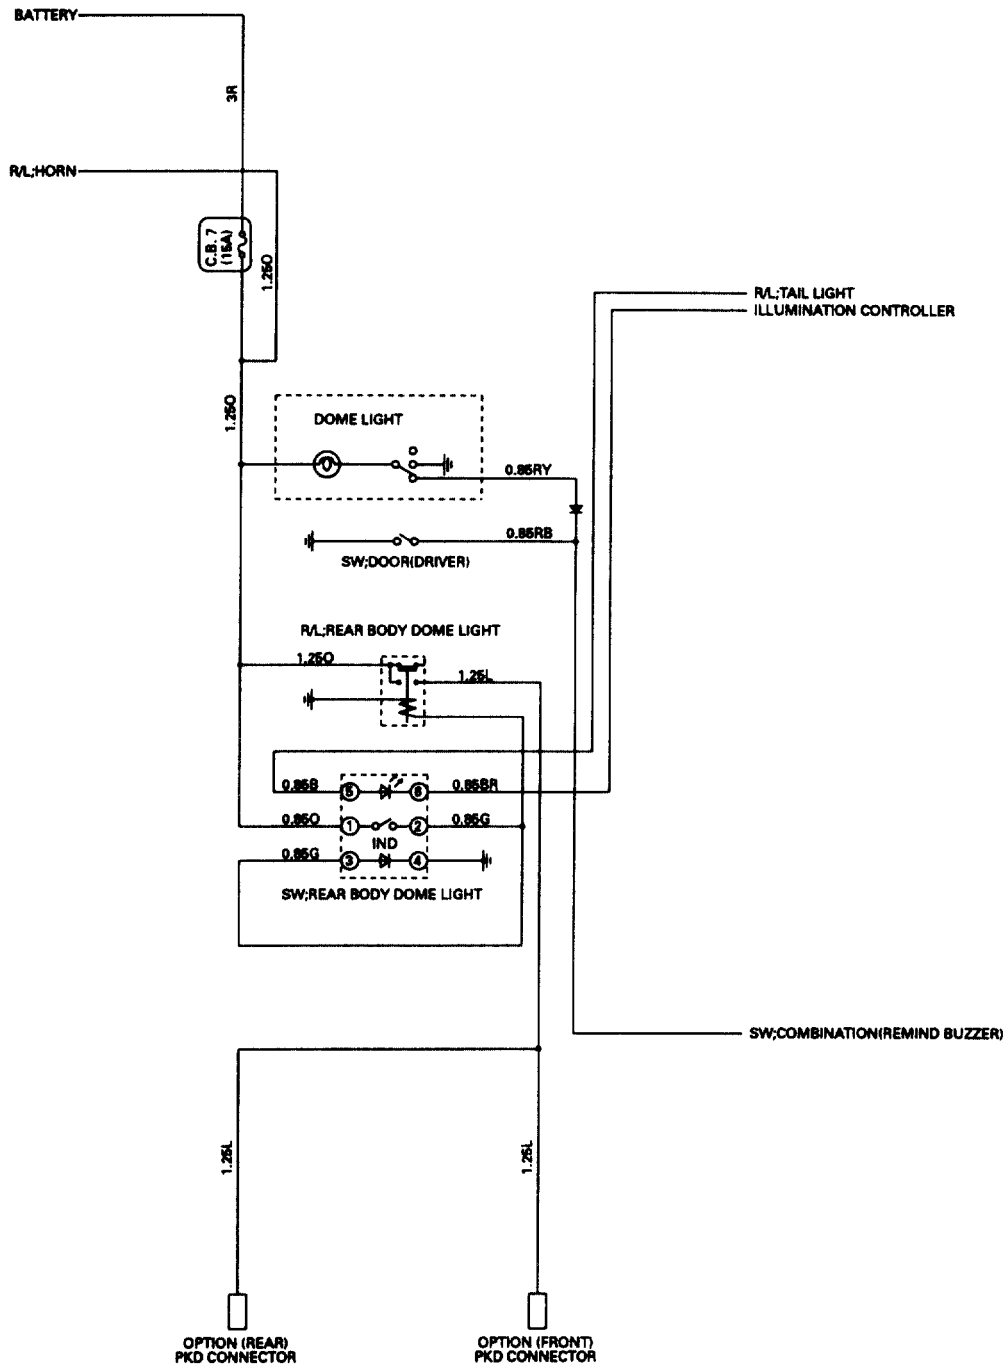 BATTERY
3R
R/L;HORN
C.B. 7
(15A)
1.25O
R/L;TAIL LIGHT
ILLUMINATION CONTROLLER
1.25O
DOME LIGHT
0.85RY
0.85RB
SW;DOOR(DRIVER)
R/L;REAR BODY DOME LIGHT
1.25O
1.25L
0.85B
5
6
0.85BR
0.85O
1
2
0.85G
IND
0.85G
3
4
SW;REAR BODY DOME LIGHT
SW;COMBINATION(REMIND BUZZER)
1.25L
1.25L
OPTION (REAR)
PKD CONNECTOR
OPTION (FRONT)
PKD CONNECTOR